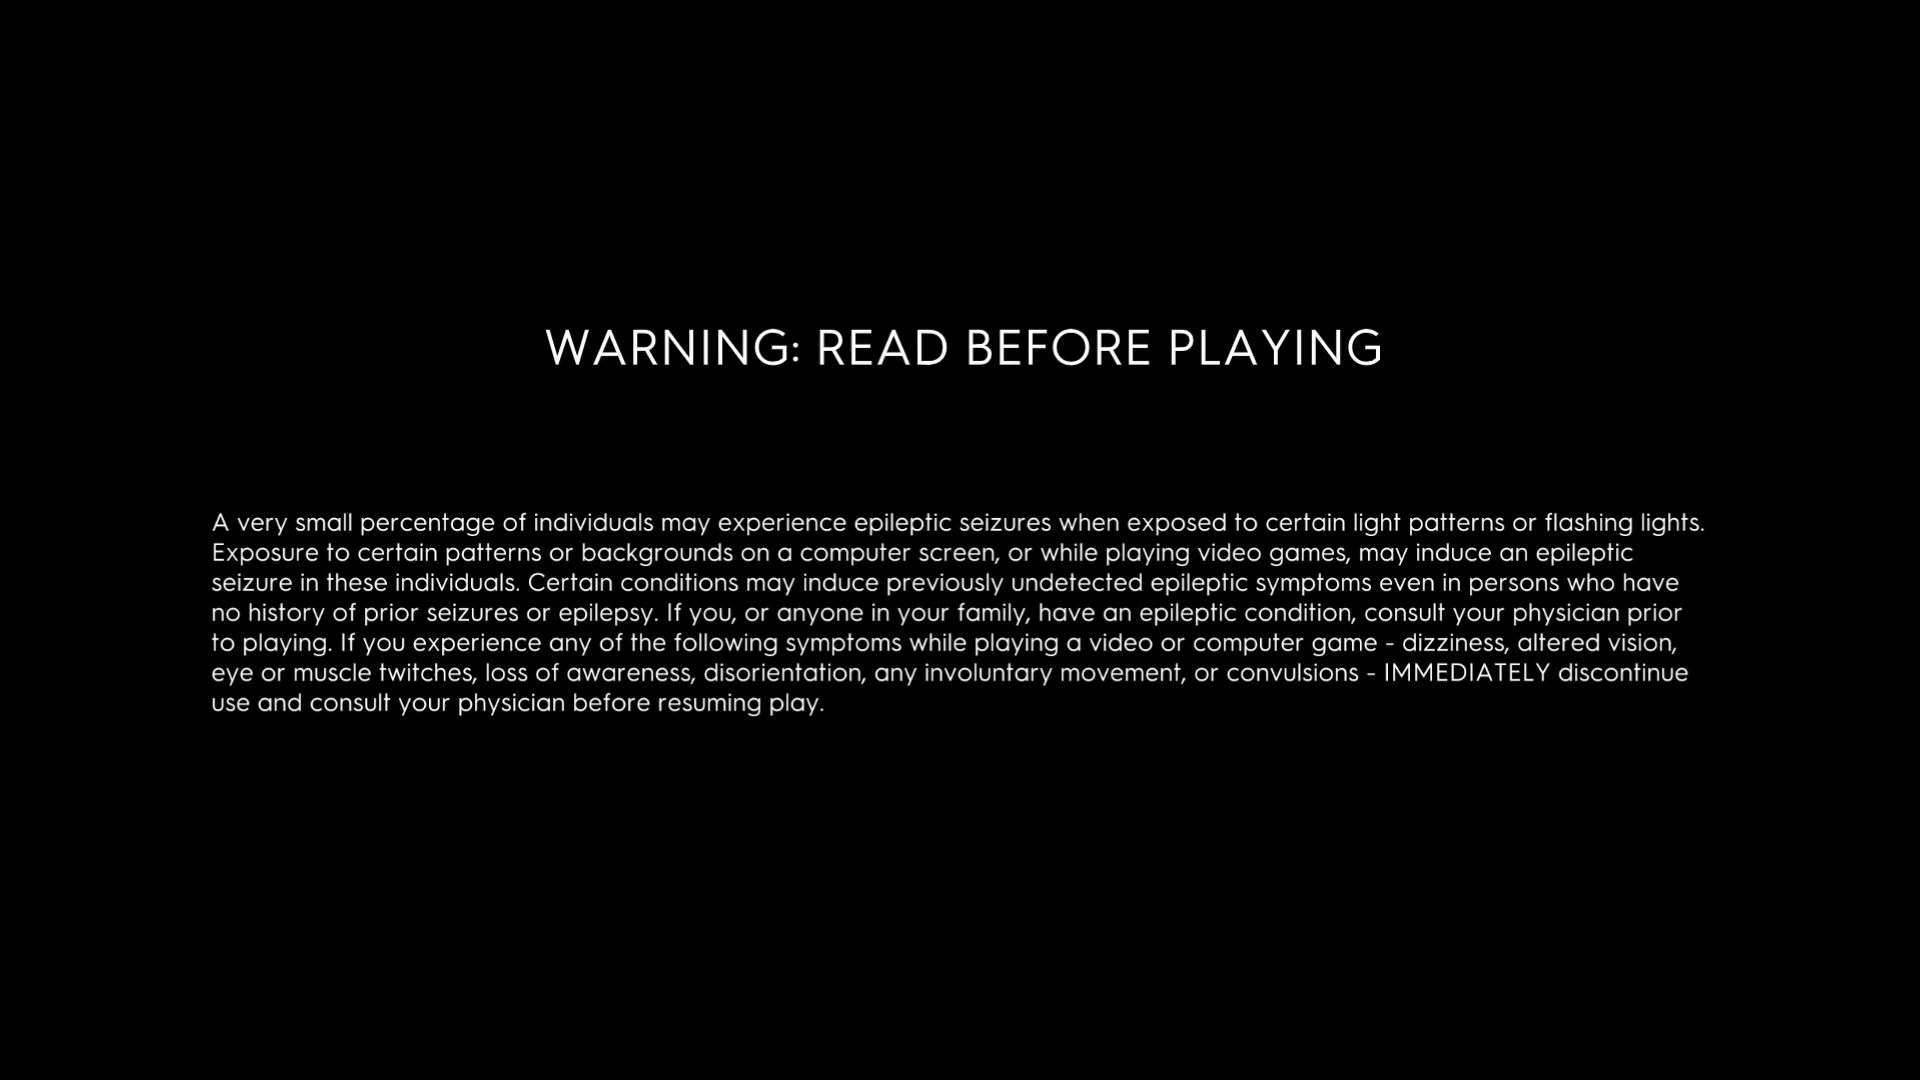 WARNING: READ BEFORE PLAYING
A very small percentage of individuals may experience epileptic seizures when exposed to certain light patterns or flashing lights.
Exposure to certain patterns or backgrounds on a computer screen, or while playing video games, may induce an epileptic
seizure in these individuals. Certain conditions may induce previously undetected epileptic symptoms even in persons who have
no history of prior seizures or epilepsy. If you, or anyone in your family, have an epileptic condition, consult your physician prior
to playing. If you experience any of the following symptoms while playing a video or computer game - dizziness, altered vision,
eye or muscle twitches, loss of awareness, disorientation, any involuntary movement, or convulsions - IMMEDIATELY discontinue
use and consult your physician before resuming play.